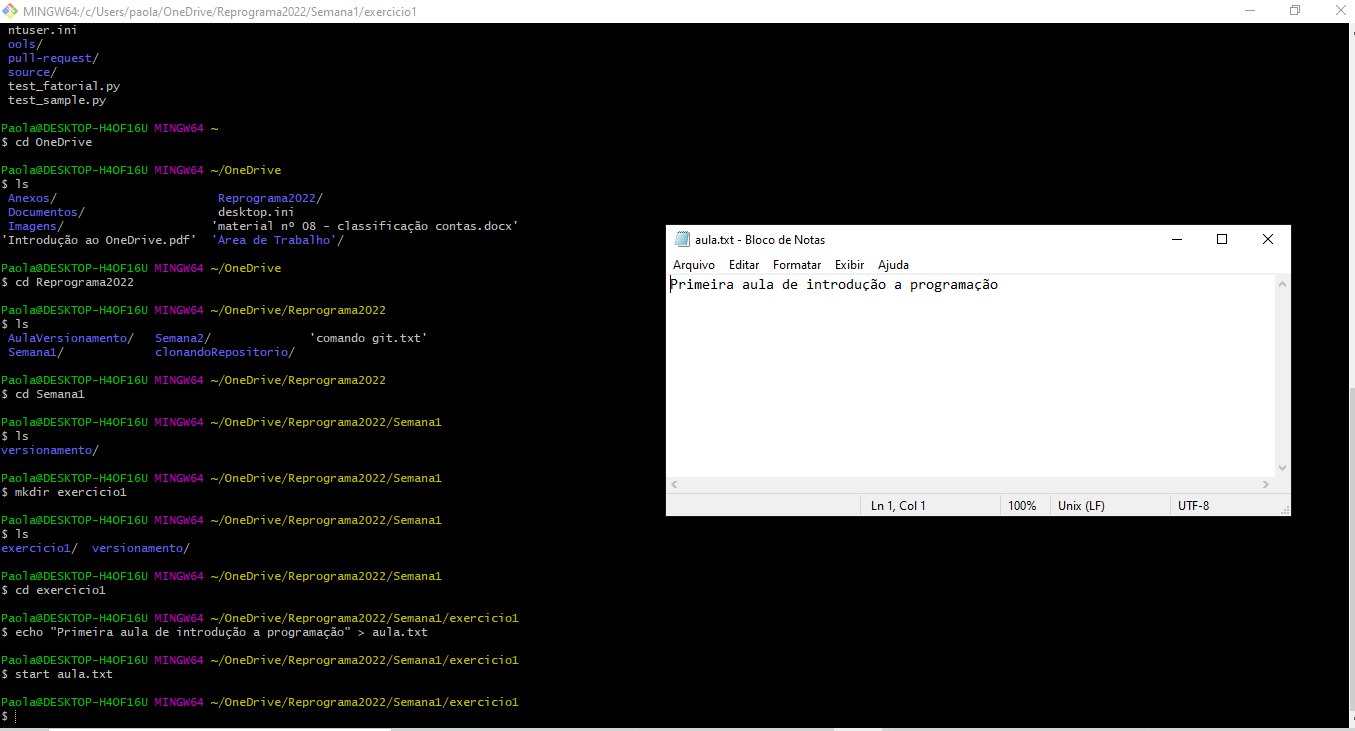 MINGW64:/c/Users/paola/OneDrive/Reprograma2022/Semana1/exercicio1
ntuser.ini
ools/
pull-request/
source/
test_fatorial.py
test_sample.py
Paola@DESKTOP-H4OF16U MINGW64 ~
$ cd OneDrive
Paola@DESKTOP-H4OF16U MINGW64 ~/OneDrive
$ ls
Anexos/ Reprograma2022/
Documentos/ desktop.ini
Imagens/ 'material nº 08 - classificação contas.docx'
'Introdução ao OneDrive.pdf' 'Área de Trabalho'/
Paola@DESKTOP-H4OF16U MINGW64 ~/OneDrive
$ cd Reprograma2022
Paola@DESKTOP-H4OF16U MINGW64 ~/OneDrive/Reprograma2022
$ ls
AulaVersionamento/ Semana2/ 'comando git.txt'
Semana1/ clonandoRepositorio/
Paola@DESKTOP-H4OF16U MINGW64 ~/OneDrive/Reprograma2022
$ cd Semana1
Paola@DESKTOP-H4OF16U MINGW64 ~/OneDrive/Reprograma2022/Semana1
$ ls
versionamento/
Paola@DESKTOP-H4OF16U MINGW64 ~/OneDrive/Reprograma2022/Semana1
$ mkdir exercicio1
Paola@DESKTOP-H4OF16U MINGW64 ~/OneDrive/Reprograma2022/Semana1
$ ls
exercicio1/ versionamento/
Paola@DESKTOP-H4OF16U MINGW64 ~/OneDrive/Reprograma2022/Semana1
$ cd exercicio1
Paola@DESKTOP-H4OF16U MINGW64 ~/OneDrive/Reprograma2022/Semana1/exercicio1
$ echo "Primeira aula de introdução a programação" > aula.txt
Paola@DESKTOP-H4OF16U MINGW64 ~/OneDrive/Reprograma2022/Semana1/exercicio1
$ start aula.txt
Paola@DESKTOP-H4OF16U MINGW64 ~/OneDrive/Reprograma2022/Semana1/exercicio1
$
aula.txt - Bloco de Notas
Arquivo Editar Formatar Exibir Ajuda
Primeira aula de introdução a programação
Ln 1, Col 1 100% Unix (LF) UTF-8